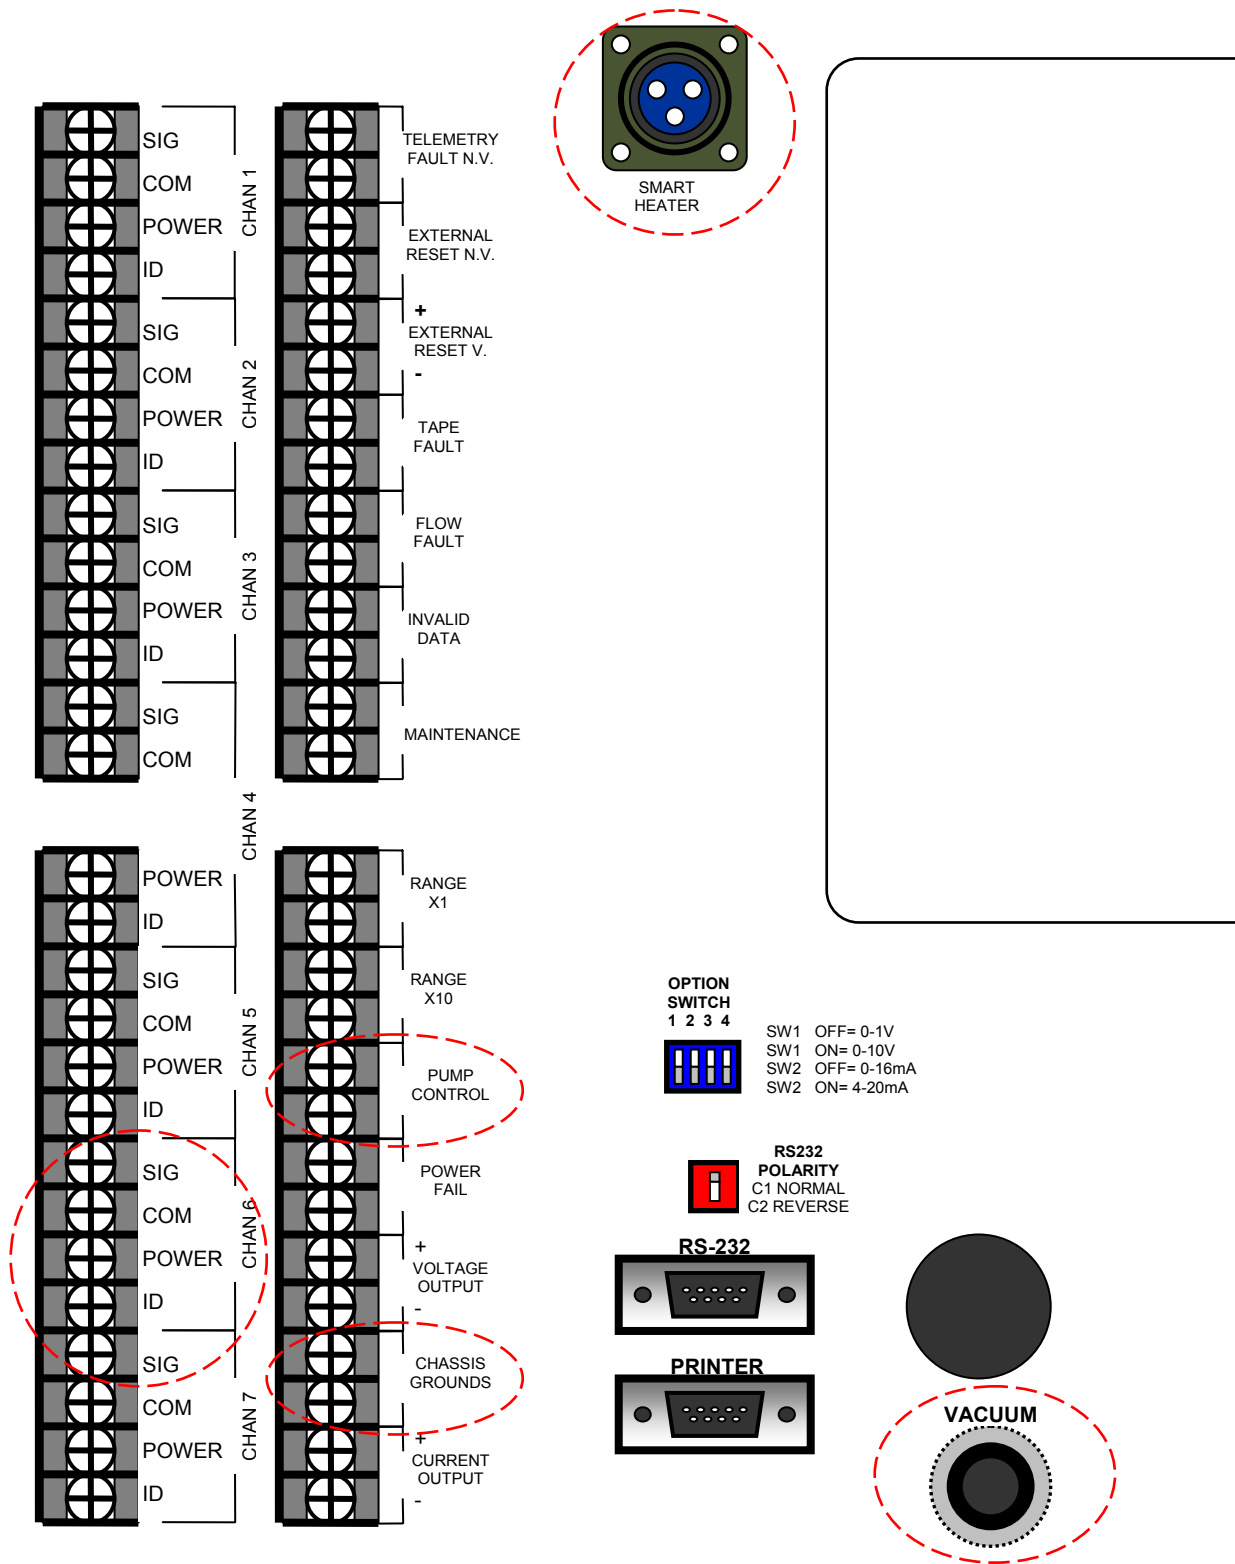 SIG
COM
POWER
ID
CHAN 1
SIG
COM
POWER
ID
CHAN 2
SIG
COM
POWER
ID
CHAN 3
SIG
COM
POWER
ID
CHAN 4
SIG
COM
POWER
ID
CHAN 5
SIG
COM
POWER
ID
CHAN 6
SIG
COM
POWER
ID
CHAN 7
TELEMETRY
FAULT N.V.
EXTERNAL
RESET N.V.
+
EXTERNAL
RESET V.
-
TAPE
FAULT
FLOW
FAULT
INVALID
DATA
MAINTENANCE
RANGE
X1
RANGE
X10
PUMP
CONTROL
POWER
FAIL
+
VOLTAGE
OUTPUT
-
CHASSIS
GROUNDS
+
CURRENT
OUTPUT
-
SMART
HEATER
OPTION
SWITCH
1 2 3 4
SW1 OFF= 0-1V
SW1 ON= 0-10V
SW2 OFF= 0-16mA
SW2 ON= 4-20mA
RS232
POLARITY
C1 NORMAL
C2 REVERSE
RS-232
PRINTER
VACUUM